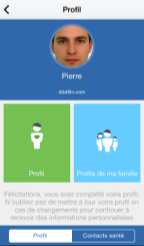 Profil
Pierre
Profil
Profils de ma famille
Félicitations, vous avez complété votre profil.
N'oubliez pas de mettre à jour votre profil en
cas de changements pour continuer à
recevoir des informations personnalisées
Profil
Contacts santé